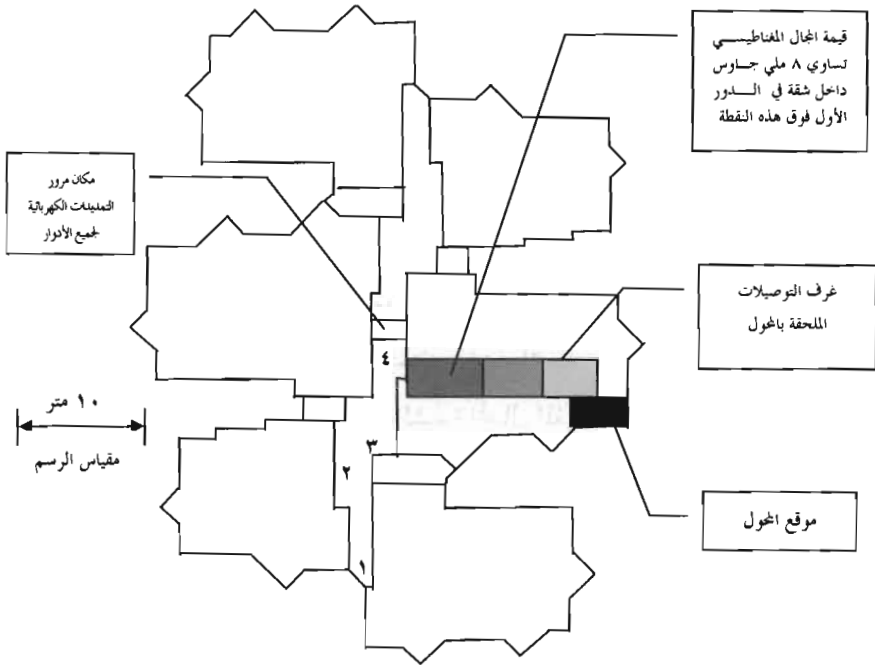 قيمة المجال المغناطيسي
تساوي ٨ ملي جاوس
داخل شقة في الدور
الأول فوق هذه النقطة
مكان مرور
التمديدات الكهربائية
لجميع الأدوار
غرف التوصيلات
الملحقة بالمحول
٤
١٠ متر
مقياس الرسم
٣
٢
موقع المحول
١